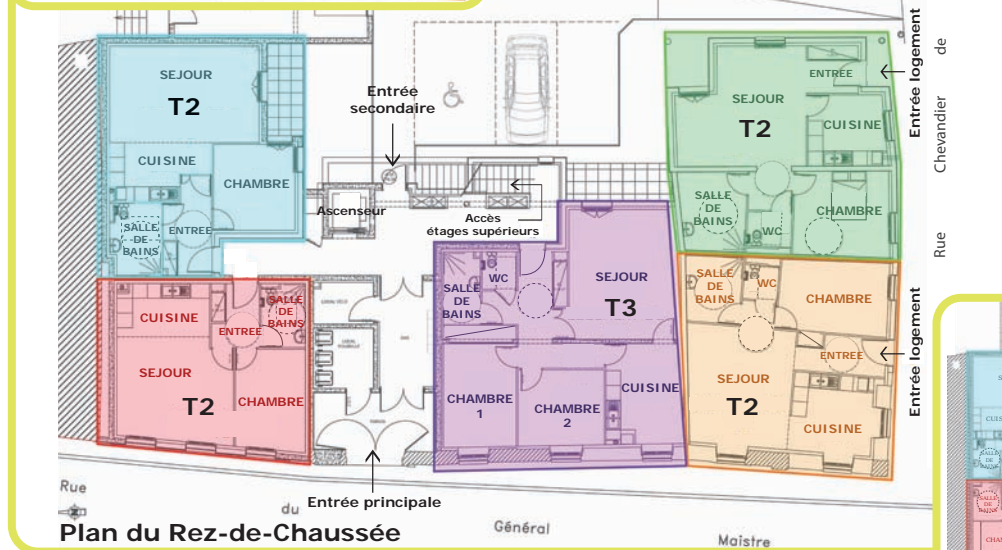 SEJOUR
T2
CUISINE
CHAMBRE
SALLE
DE
BAINS
ENTREE
Entrée
secondaire
Ascenseur
Accès
étages supérieurs
ENTREE
SEJOUR
T2
CUISINE
SALLE
DE
BAINS
WC
CHAMBRE
Entrée logement
Rue Chevandier de
CUISINE
SALLE
DE
BAINS
ENTREE
SEJOUR
T2
CHAMBRE
SALLE
DE
BAINS
WC
SEJOUR
T3
CHAMBRE
1
CHAMBRE
2
CUISINE
SALLE
DE
BAINS
WC
CHAMBRE
ENTREE
SEJOUR
T2
CUISINE
Entrée logement
Entrée principale
Rue du Général Maistre
Plan du Rez-de-Chaussée